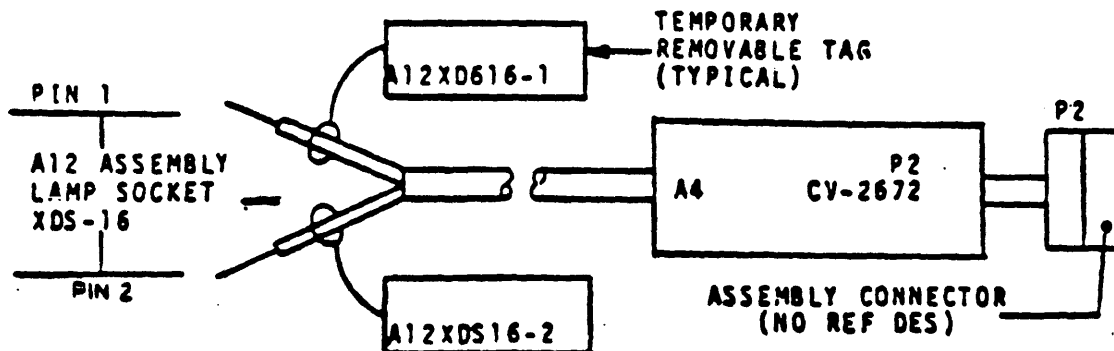 TEMPORARY
REMOVABLE TAG
(TYPICAL)
A12XD616-1
PIN 1
A12 ASSEMBLY
LAMP SOCKET
XDS-16
PIN 2
A12XDS16-2
A4
P2
CV-2672
P2
ASSEMBLY CONNECTOR
(NO REF DES)